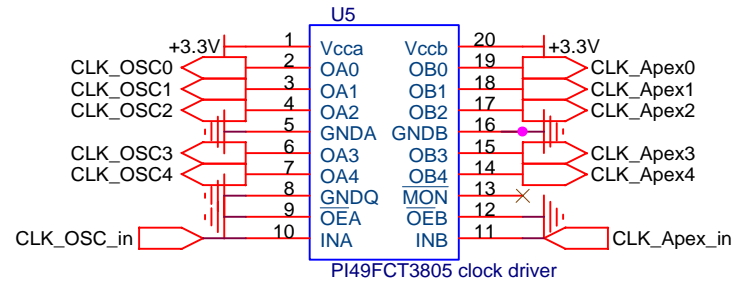 U5
+3.3V 1 Vcca Vccb 20 +3.3V
CLK_OSC0 2 OA0 OB0 19 CLK_Apex0
CLK_OSC1 3 OA1 OB1 18 CLK_Apex1
CLK_OSC2 4 OA2 OB2 17 CLK_Apex2
5 GNDA GNDB 16
CLK_OSC3 6 OA3 OB3 15 CLK_Apex3
CLK_OSC4 7 OA4 OB4 14 CLK_Apex4
8 GNDQ MON 13
9 OEA OEB 12
CLK_OSC_in 10 INA INB 11 CLK_Apex_in
PI49FCT3805 clock driver